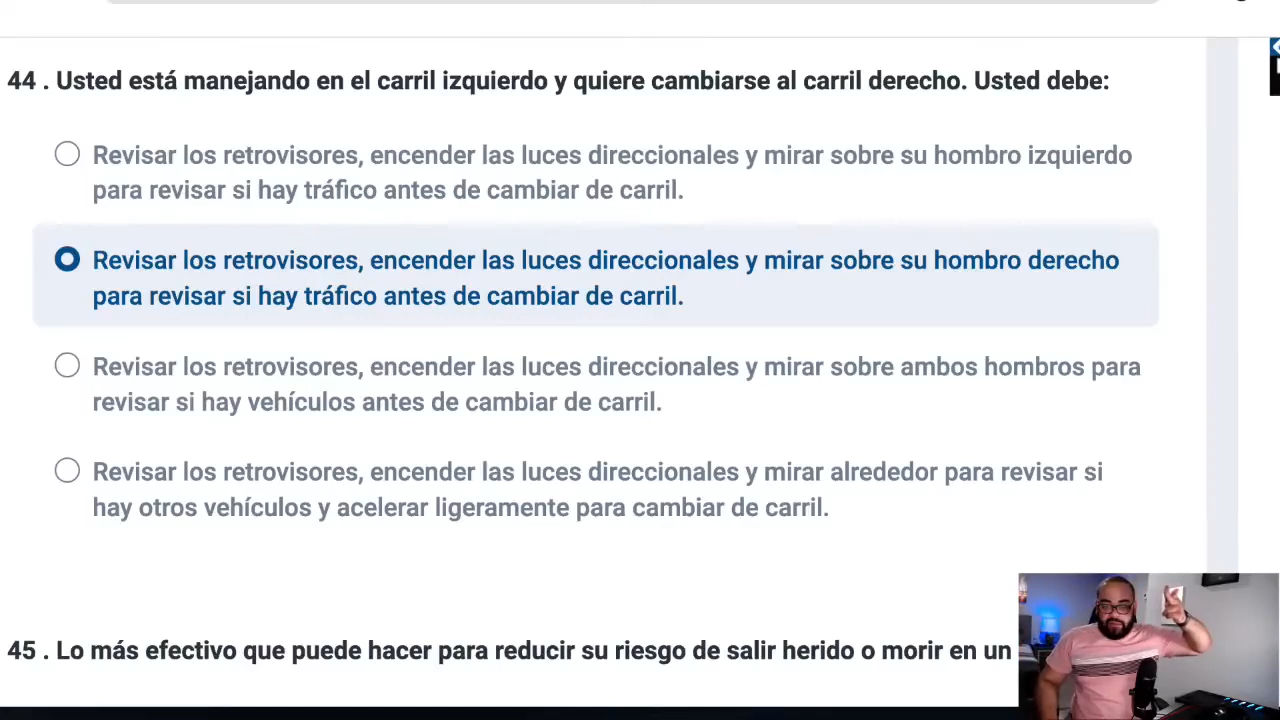 44 . Usted está manejando en el carril izquierdo y quiere cambiarse al carril derecho. Usted debe:
Revisar los retrovisores, encender las luces direccionales y mirar sobre su hombro izquierdo
para revisar si hay tráfico antes de cambiar de carril.
Revisar los retrovisores, encender las luces direccionales y mirar sobre su hombro derecho
para revisar si hay tráfico antes de cambiar de carril.
Revisar los retrovisores, encender las luces direccionales y mirar sobre ambos hombros para
revisar si hay vehículos antes de cambiar de carril.
Revisar los retrovisores, encender las luces direccionales y mirar alrededor para revisar si
hay otros vehículos y acelerar ligeramente para cambiar de carril.
45 . Lo más efectivo que puede hacer para reducir su riesgo de salir herido o morir en un